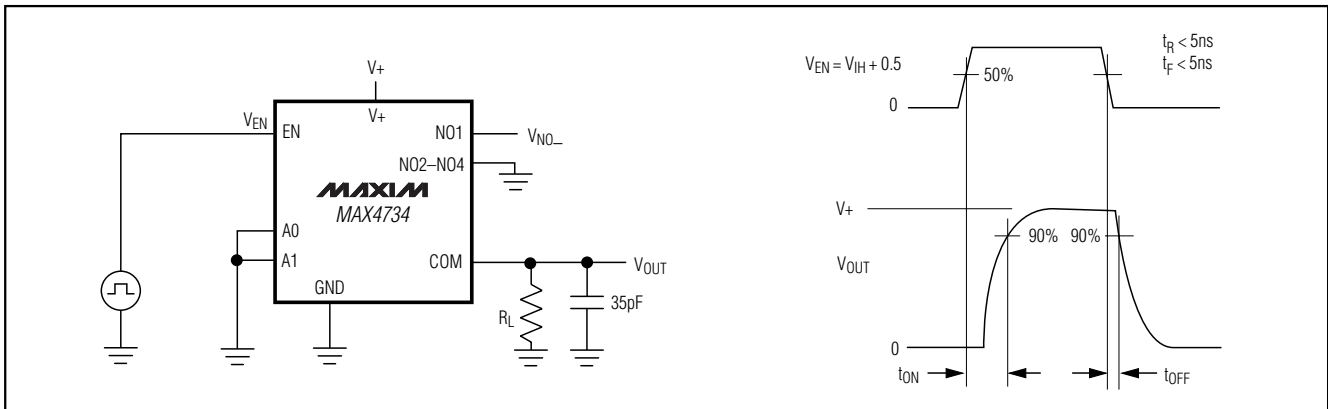 V+
V+
VEN
EN
NO1
VNO_
NO2–NO4
MAXIM
MAX4734
A0
A1
COM
VOUT
GND
RL
35pF
VEN = VIH + 0.5
50%
tR < 5ns
tF < 5ns
0
V+
90%
90%
VOUT
0
tON
tOFF